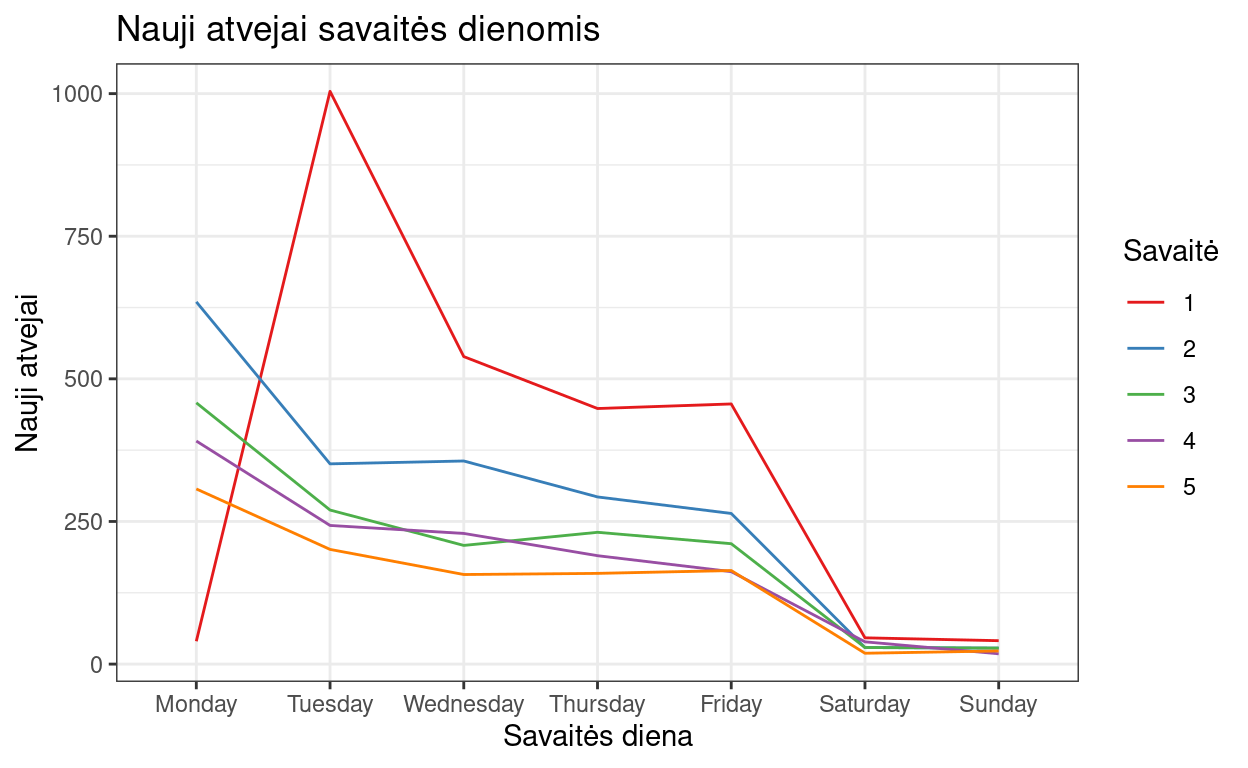 Nauji atvejai savaitės dienomis
Nauji atvejai
1000
750
500
250
0
Monday Tuesday Wednesday Thursday Friday Saturday Sunday
Savaitės diena
Savaitė
1
2
3
4
5